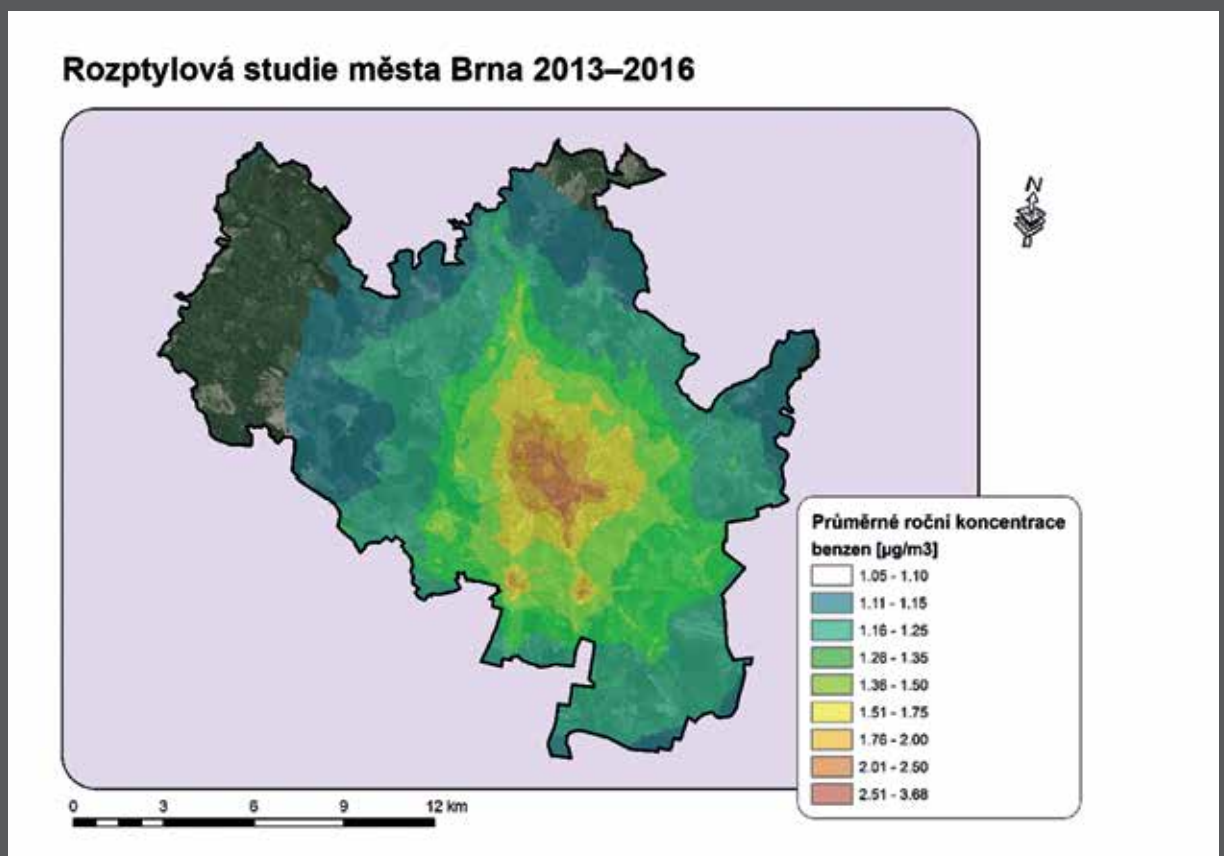 Rozptylová studie města Brna 2013–2016
N
Průměrné roční koncentrace
benzen [µg/m3]
1.05 - 1.10
1.11 - 1.15
1.16 - 1.25
1.26 - 1.35
1.36 - 1.50
1.51 - 1.75
1.76 - 2.00
2.01 - 2.50
2.51 - 3.68
0 3 6 9 12 km